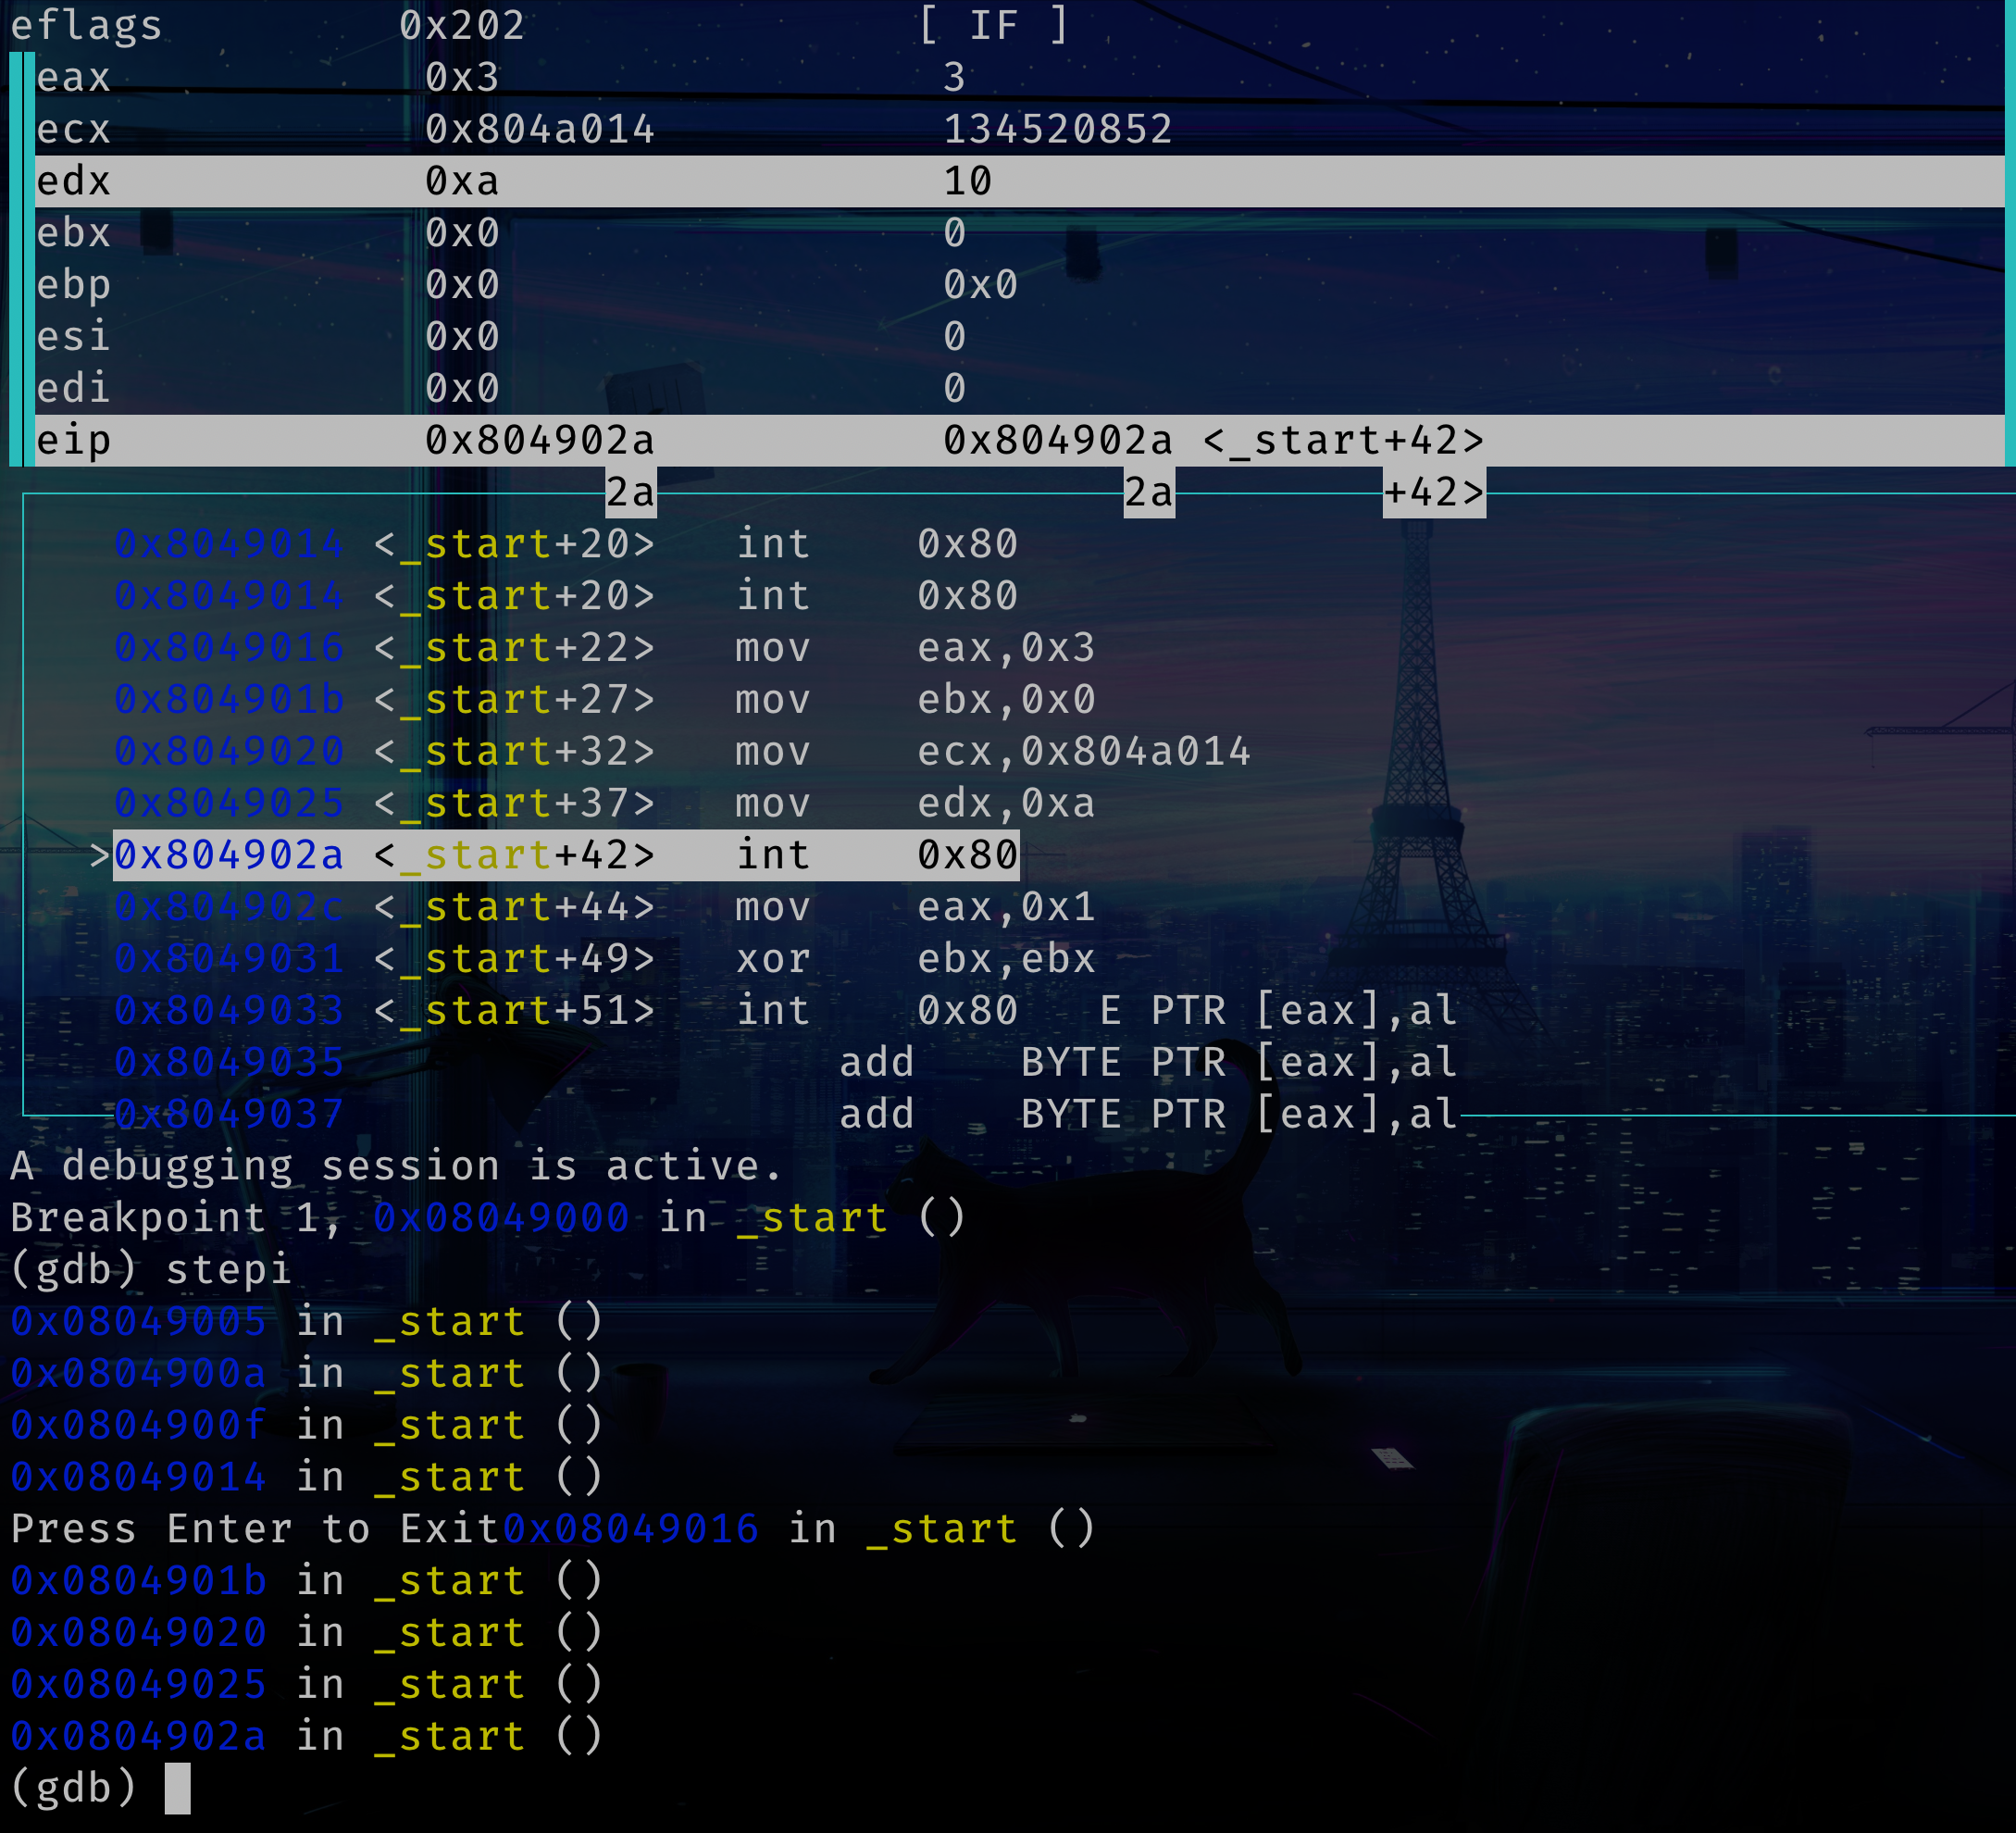 eflags 0x202 [ IF ]
eax 0x3 3
ecx 0x804a014 134520852
edx 0xa 10
ebx 0x0 0
ebp 0x0 0x0
esi 0x0 0
edi 0x0 0
eip 0x804902a 0x804902a <_start+42>
2a 2a +42>
0x8049014 <_start+20> int 0x80
0x8049014 <_start+20> int 0x80
0x8049016 <_start+22> mov eax,0x3
0x804901b <_start+27> mov ebx,0x0
0x8049020 <_start+32> mov ecx,0x804a014
0x8049025 <_start+37> mov edx,0xa
>0x804902a <_start+42> int 0x80
0x804902c <_start+44> mov eax,0x1
0x8049031 <_start+49> xor ebx,ebx
0x8049033 <_start+51> int 0x80 E PTR [eax],al
0x8049035 add BYTE PTR [eax],al
0x8049037 add BYTE PTR [eax],al
A debugging session is active.
Breakpoint 1, 0x08049000 in _start ()
(gdb) stepi
0x08049005 in _start ()
0x0804900a in _start ()
0x0804900f in _start ()
0x08049014 in _start ()
Press Enter to Exit0x08049016 in _start ()
0x0804901b in _start ()
0x08049020 in _start ()
0x08049025 in _start ()
0x0804902a in _start ()
(gdb)